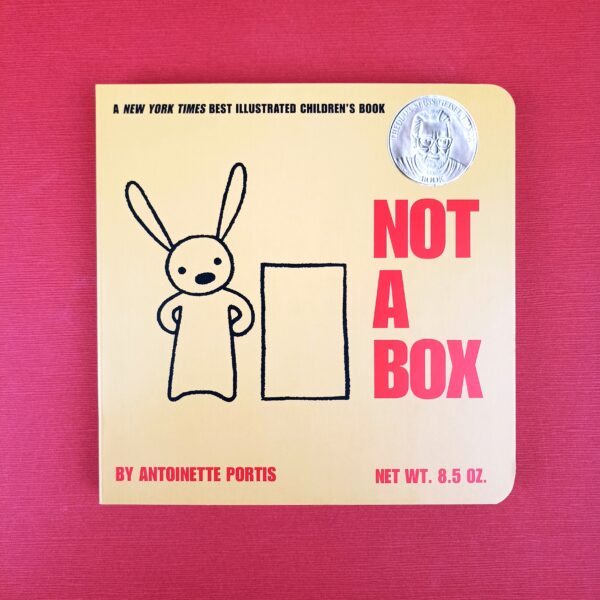 A NEW YORK TIMES BEST ILLUSTRATED CHILDREN'S BOOK
NOT
A
BOX
BY ANTOINETTE PORTIS
NET WT. 8.5 OZ.